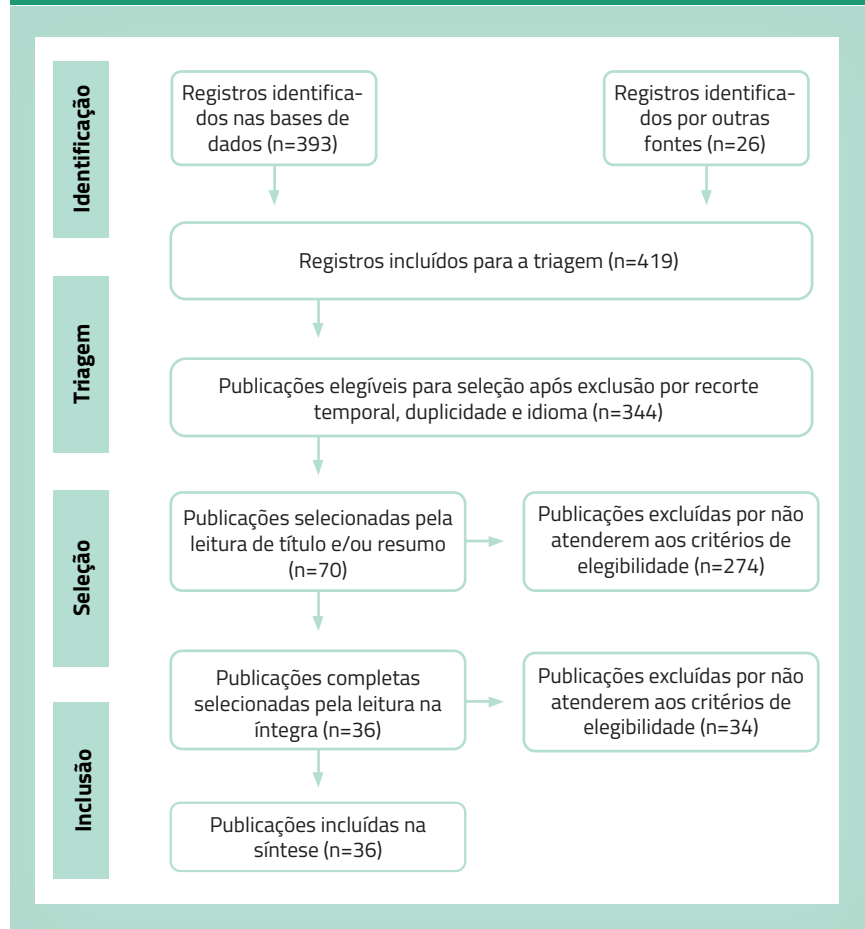 Identificação
Registros identifica-
dos nas bases de
dados (n=393)
Registros identifica-
dos por outras
fontes (n=26)
Registros incluídos para a triagem (n=419)
Triagem
Publicações elegíveis para seleção após exclusão por recorte
temporal, duplicidade e idioma (n=344)
Seleção
Publicações selecionadas pela
leitura de título e/ou resumo
(n=70)
Publicações excluídas por não
atenderem aos critérios de
elegibilidade (n=274)
Publicações completas
selecionadas pela leitura na
íntegra (n=36)
Publicações excluídas por não
atenderem aos critérios de
elegibilidade (n=34)
Inclusão
Publicações incluídas na
síntese (n=36)